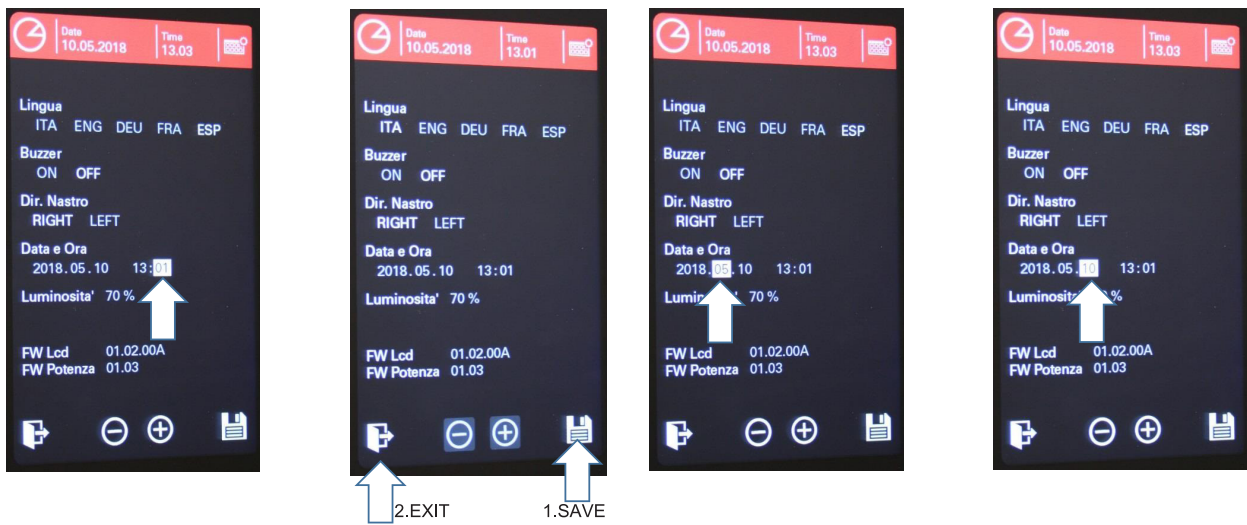 Date
10.05.2018
Time
13.03
Lingua
ITA ENG DEU FRA ESP
Buzzer
ON OFF
Dir. Nastro
RIGHT LEFT
Data e Ora
2018.05.10 13:01
Luminosita' 70 %
FW Lcd 01.02.00A
FW Potenza 01.03
Date
10.05.2018
Time
13.01
Lingua
ITA ENG DEU FRA ESP
Buzzer
ON OFF
Dir. Nastro
RIGHT LEFT
Data e Ora
2018.05.10 13:01
Luminosita' 70 %
FW Lcd 01.02.00A
FW Potenza 01.03
2.EXIT 1.SAVE
Date
10.05.2018
Time
13.03
Lingua
ITA ENG DEU FRA ESP
Buzzer
ON OFF
Dir. Nastro
RIGHT LEFT
Data e Ora
2018.05.10 13:01
Lumin ' 70 %
FW Lcd 01.02.00A
FW Potenza 01.03
Date
10.05.2018
Time
13.03
Lingua
ITA ENG DEU FRA ESP
Buzzer
ON OFF
Dir. Nastro
RIGHT LEFT
Data e Ora
2018.05.10 13:01
Luminosit %
FW Lcd 01.02.00A
FW Potenza 01.03